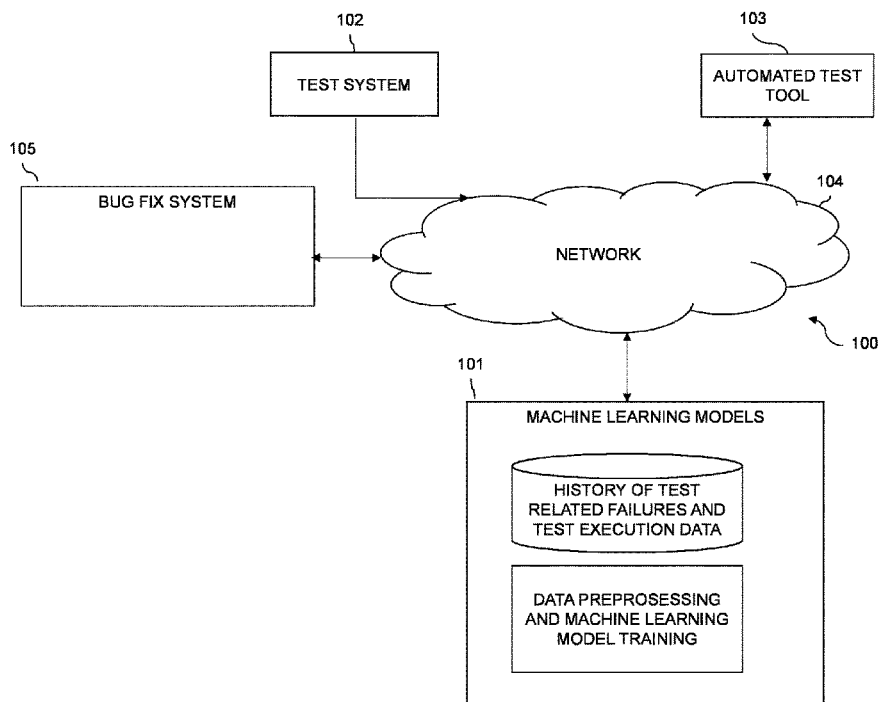 102
TEST SYSTEM
103
AUTOMATED TEST
TOOL
105
BUG FIX SYSTEM
104
NETWORK
100
101
MACHINE LEARNING MODELS
HISTORY OF TEST
RELATED FAILURES AND
TEST EXECUTION DATA
DATA PREPROSESSING
AND MACHINE LEARNING
MODEL TRAINING